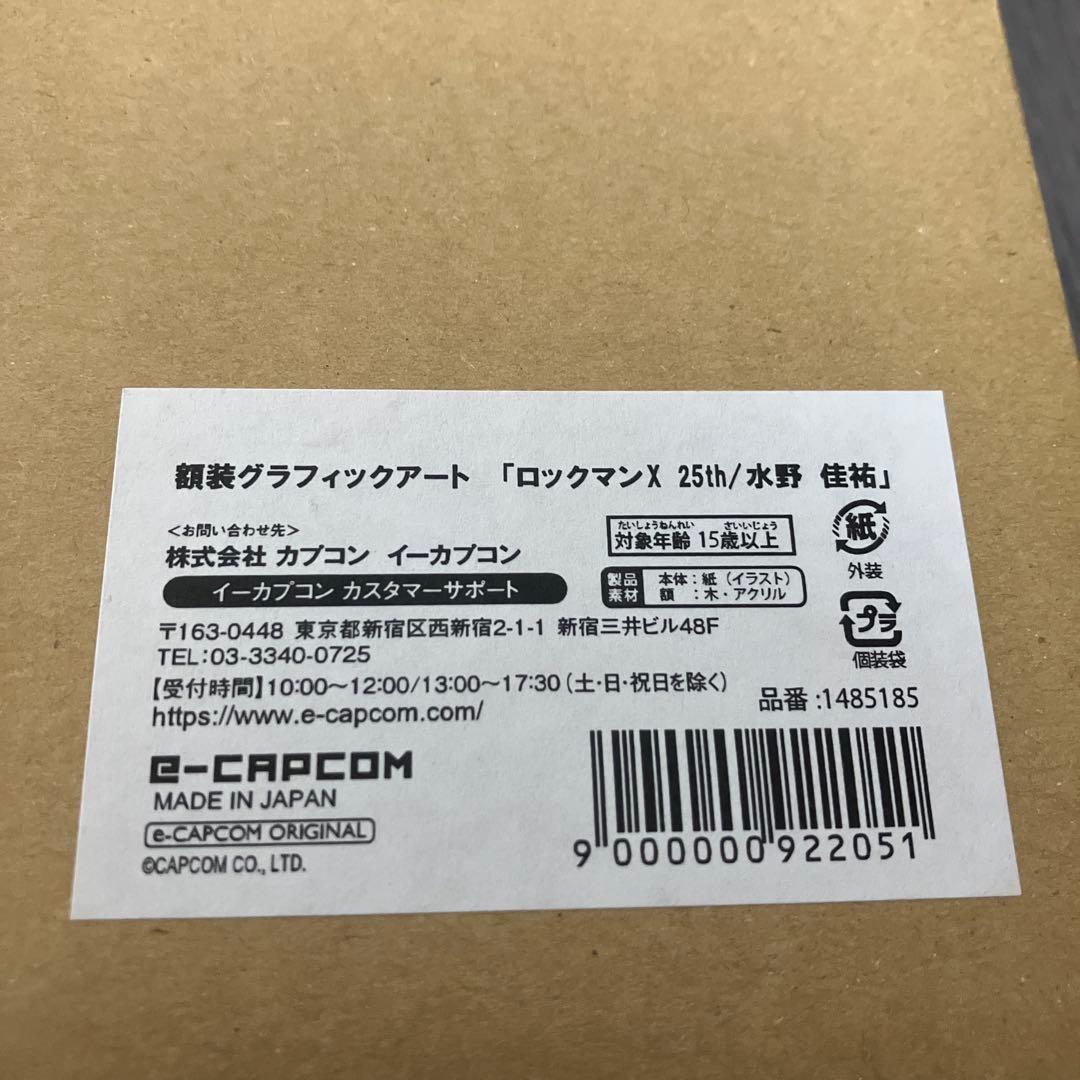 額装グラフィックアート 「ロックマンX 25th/水野 佳祐」
<お問い合わせ先>
株式会社 カプコン イーカプコン
イーカプコン カスタマーサポート
〒163-0448 東京都新宿区西新宿2-1-1 新宿三井ビル48F
TEL:03-3340-0725
【受付時間】10:00~12:00/13:00~17:30(土・日・祝日を除く)
https://www.e-capcom.com/
たいしょうねんれい さいいじょう
対象年齢 15歳以上
製品素材 本体:紙(イラスト)
額:木・アクリル
紙
外装
プラ
個装袋
品番:1485185
e-CAPCOM
MADE IN JAPAN
e-CAPCOM ORIGINAL
©CAPCOM CO., LTD.
9 000000 922051